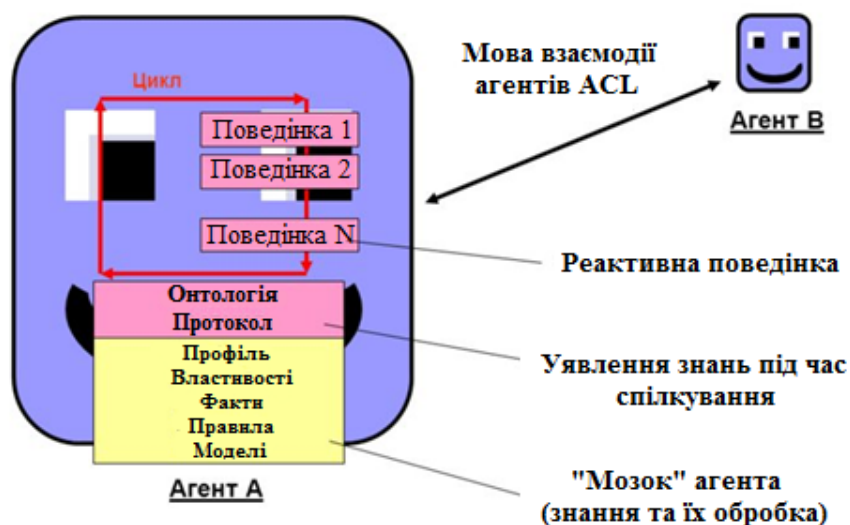 Цикл
Поведінка 1
Поведінка 2
Поведінка N
Онтологія
Протокол
Профіль
Властивості
Факти
Правила
Моделі
Агент А
Мова взаємодії
агентів ACL
Агент В
Реактивна поведінка
Уявлення знань під час
спілкування
"Мозок" агента
(знання та їх обробка)